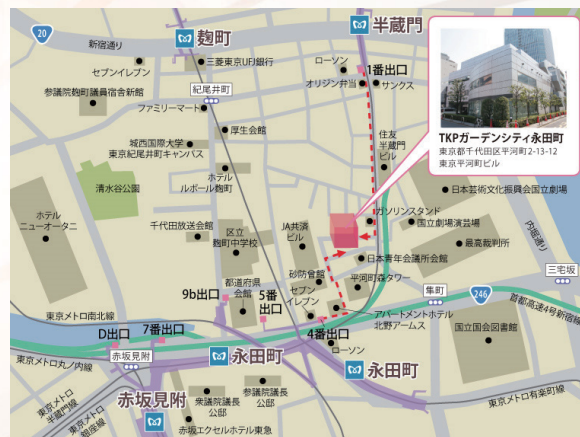 20
新宿通り
麹町
半蔵門
セブンイレブン
三菱東京UFJ銀行
ローソン
オリジン弁当
1番出口
サンクス
参議院麹町議員宿舎新館
紀尾井町
ファミリーマート
厚生会館
城西国際大学
東京紀尾井町キャンパス
住友
半蔵門
ビル
TKPガーデンシティ永田町
東京都千代田区平河町2-13-12
東京平河町ビル
清水谷公園
ホテル
ルポール麹町
日本芸術文化振興会国立劇場
ホテル
ニューオータニ
千代田放送会館
区立
麹町中学校
JA共済
ビル
ガソリンスタンド
国立劇場演芸場
最高裁判所
内堀通り
日本青年会議所会館
三宅坂
砂防会館
平河町森タワー
都道府県
会館
9b出口
5番
出口
セブン
イレブン
隼町
246
首都高速4号新宿線
東京メトロ南北線
アパートメントホテル
北野アームス
D出口
7番出口
4番出口
国立国会図書館
東京メトロ丸ノ内線
赤坂見附
永田町
ローソン
永田町
赤坂見附
衆議院議長
公邸
参議院議長
公邸
東京メトロ
半蔵門線
東京メトロ
銀座線
東京メトロ有楽町線
赤坂エクセルホテル東急